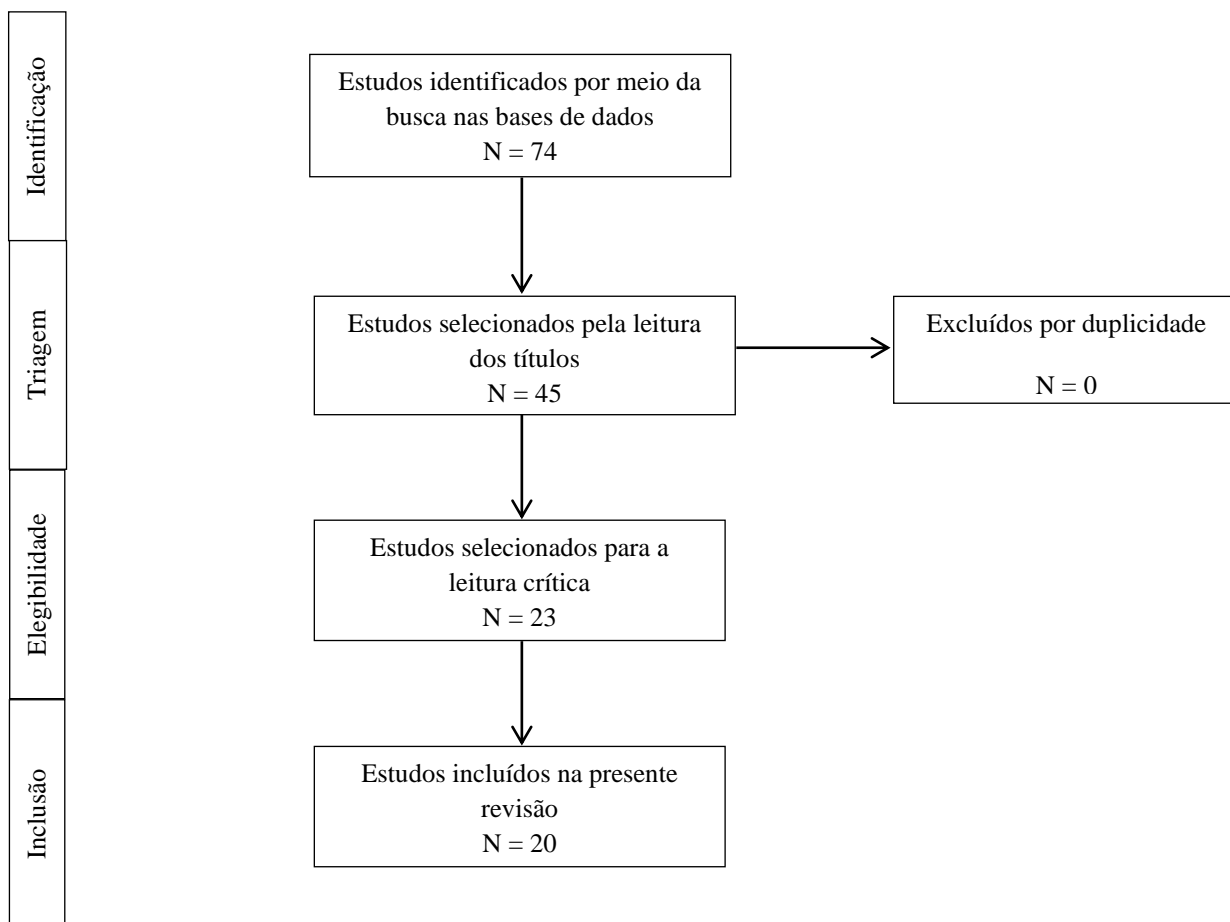 Identificação
Estudos identificados por meio da
busca nas bases de dados
N = 74
Triagem
Estudos selecionados pela leitura
dos títulos
N = 45
Excluídos por duplicidade
N = 0
Elegibilidade
Estudos selecionados para a
leitura crítica
N = 23
Inclusão
Estudos incluídos na presente
revisão
N = 20